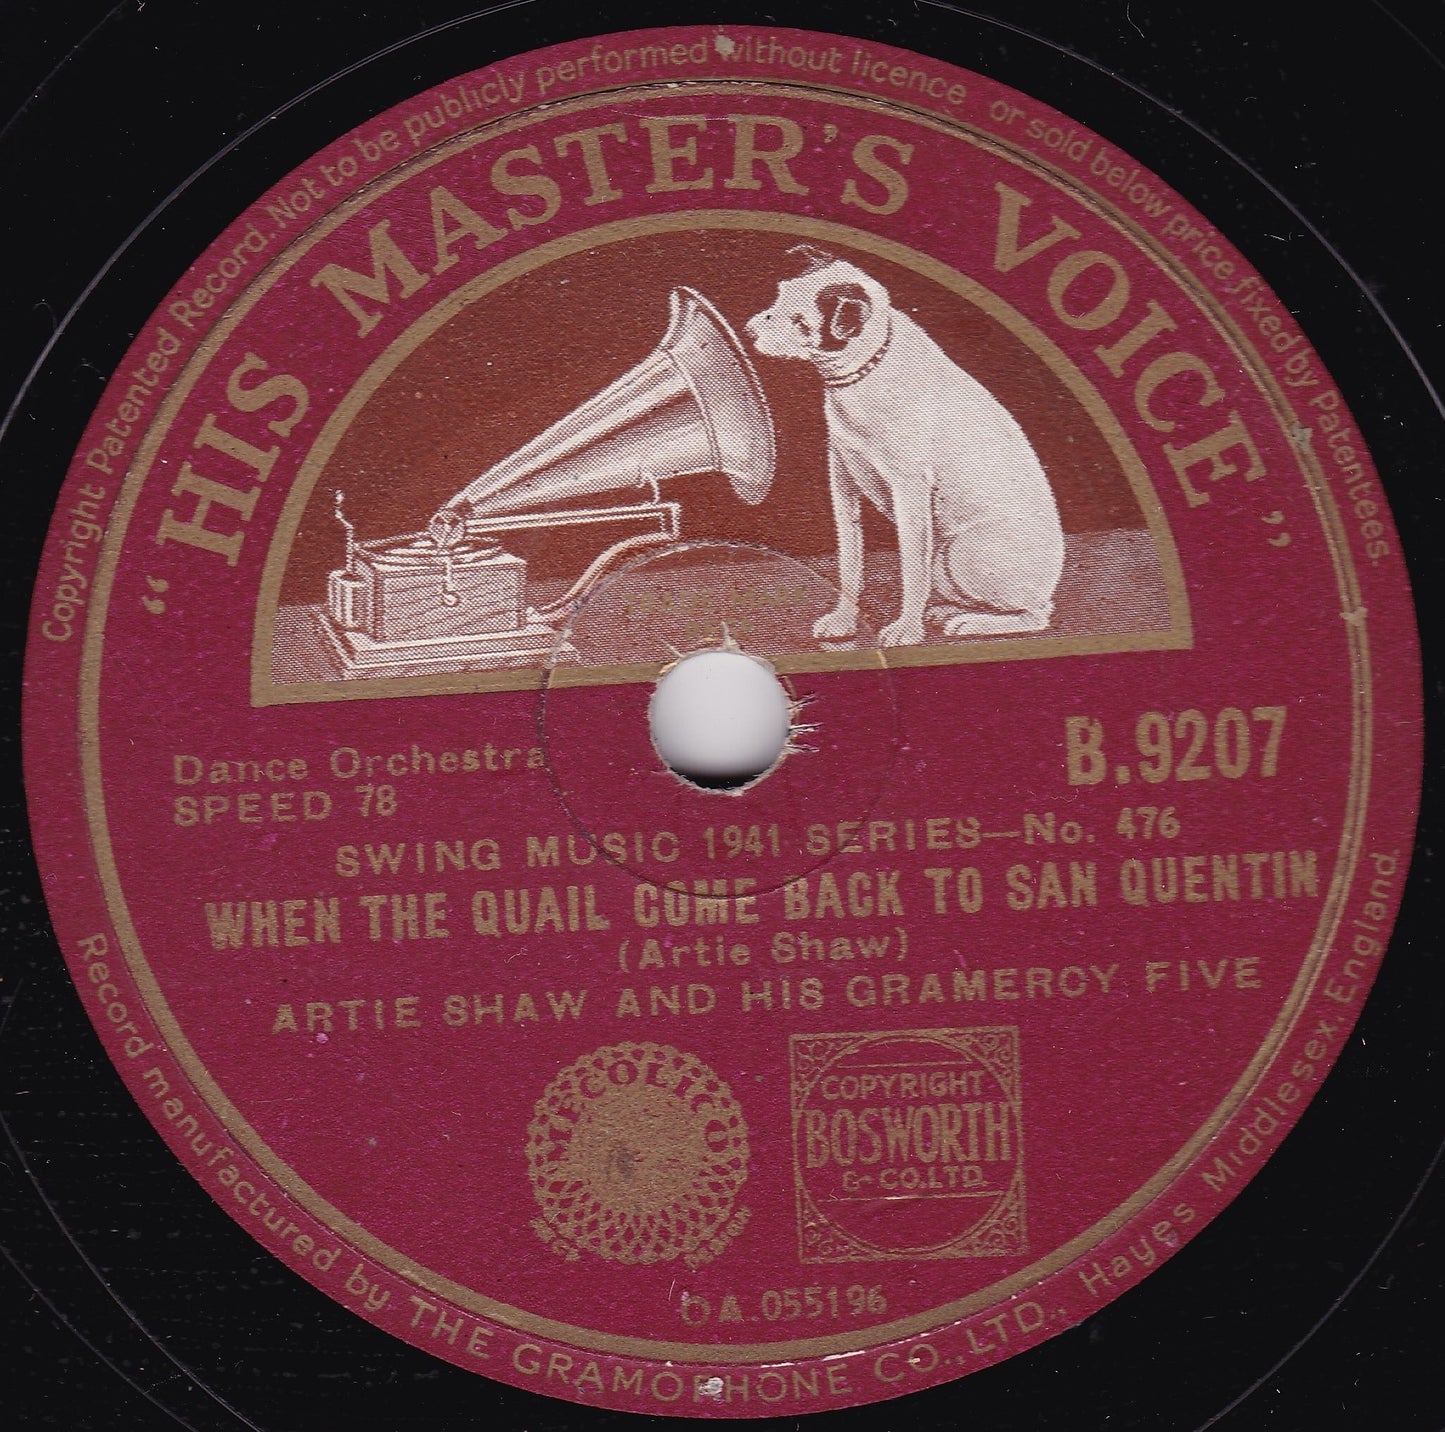 Copyright Patented Record. Not to be publicly performed without licence or sold below price fixed by Patentees.
“HIS MASTER'S VOICE”
Dance Orchestra
SPEED 78
B.9207
SWING MUSIC 1941 SERIES—No. 476
WHEN THE QUAIL COME BACK TO SAN QUENTIN
(Artie Shaw)
ARTIE SHAW AND HIS GRAMERCY FIVE
MECOLICO
COPYRIGHT
BOSWORTH
& CO.LTD.
OA.055196
Record manufactured by THE GRAMOPHONE CO., LTD., Hayes, Middlesex, England.